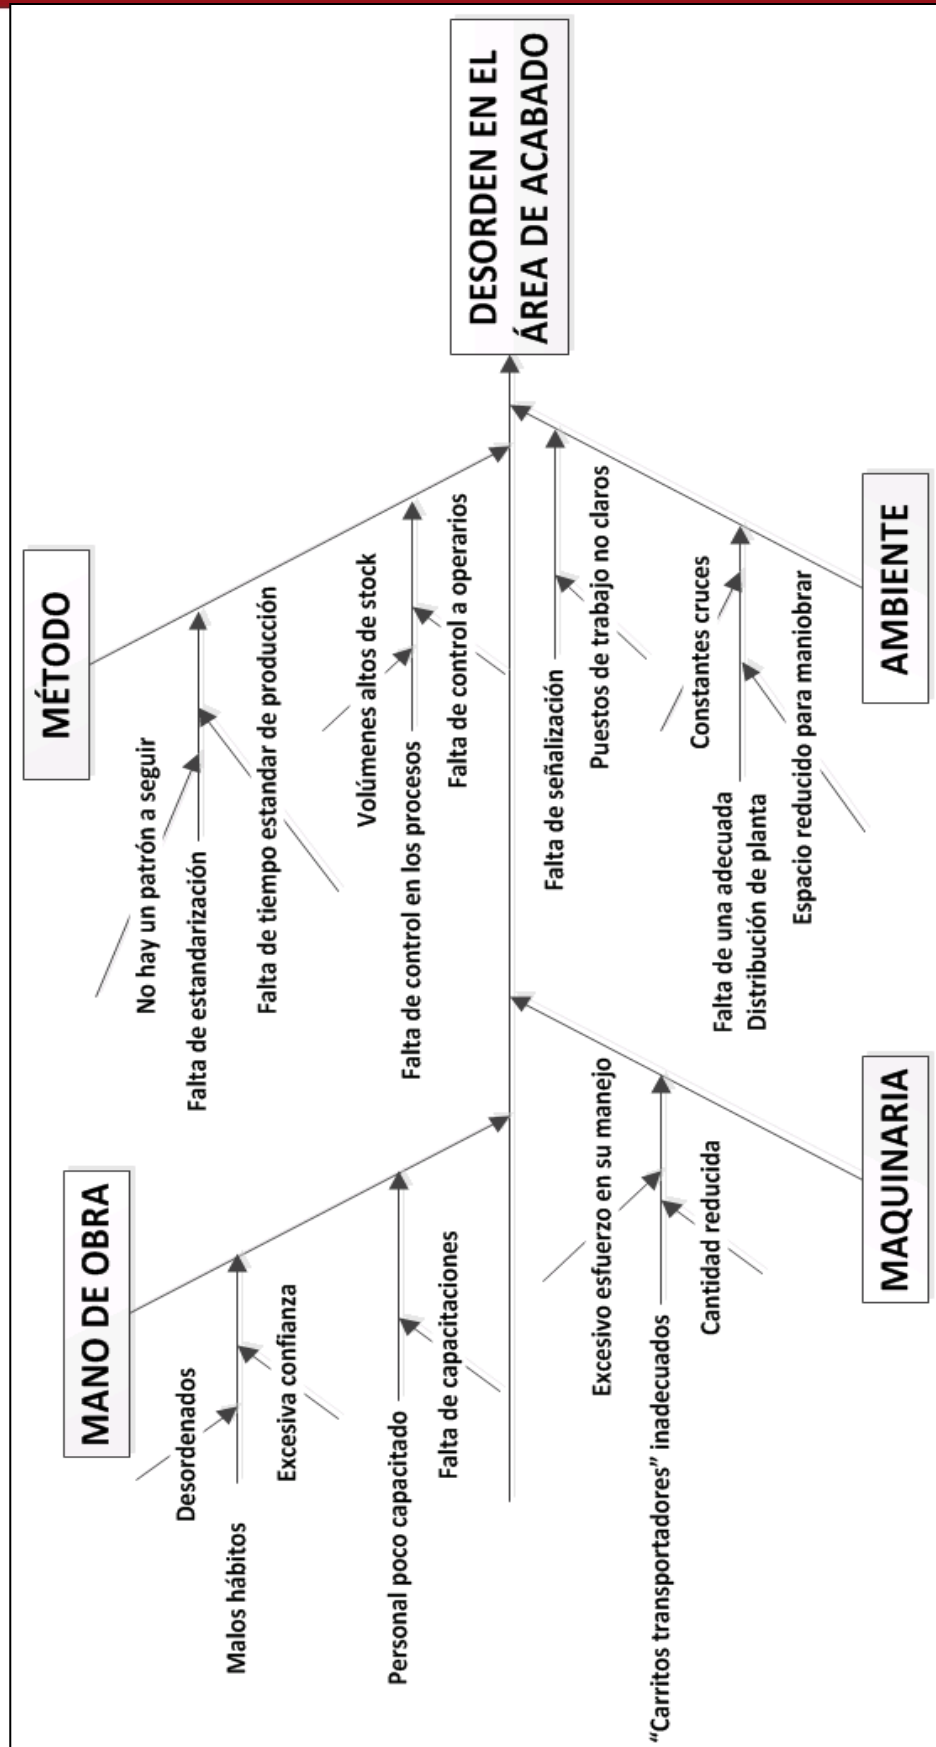 MANO DE OBRA
Desordenados
Malos hábitos
Excesiva confianza
Personal poco capacitado
Falta de capacitaciones
MÉTODO
No hay un patrón a seguir
Falta de estandarización
Falta de tiempo estandar de producción
Volúmenes altos de stock
Falta de control en los procesos
Falta de control a operarios
DESORDEN EN EL
ÁREA DE ACABADO
Excesivo esfuerzo en su manejo
“Carritos transportadores” inadecuados
Cantidad reducida
MAQUINARIA
Falta de señalización
Puestos de trabajo no claros
Constantes cruces
Falta de una adecuada
Distribución de planta
Espacio reducido para maniobrar
AMBIENTE